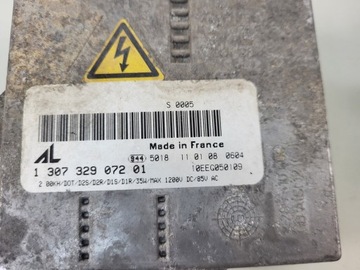 S 0005
Made in France
AL
S44 5018 11 01 08 0604
1 307 329 072 01
10EEG050109
2 80KH/DOT/D2S/D2R/D1S/D1R/35W/MAX 1200V DC/85V AC